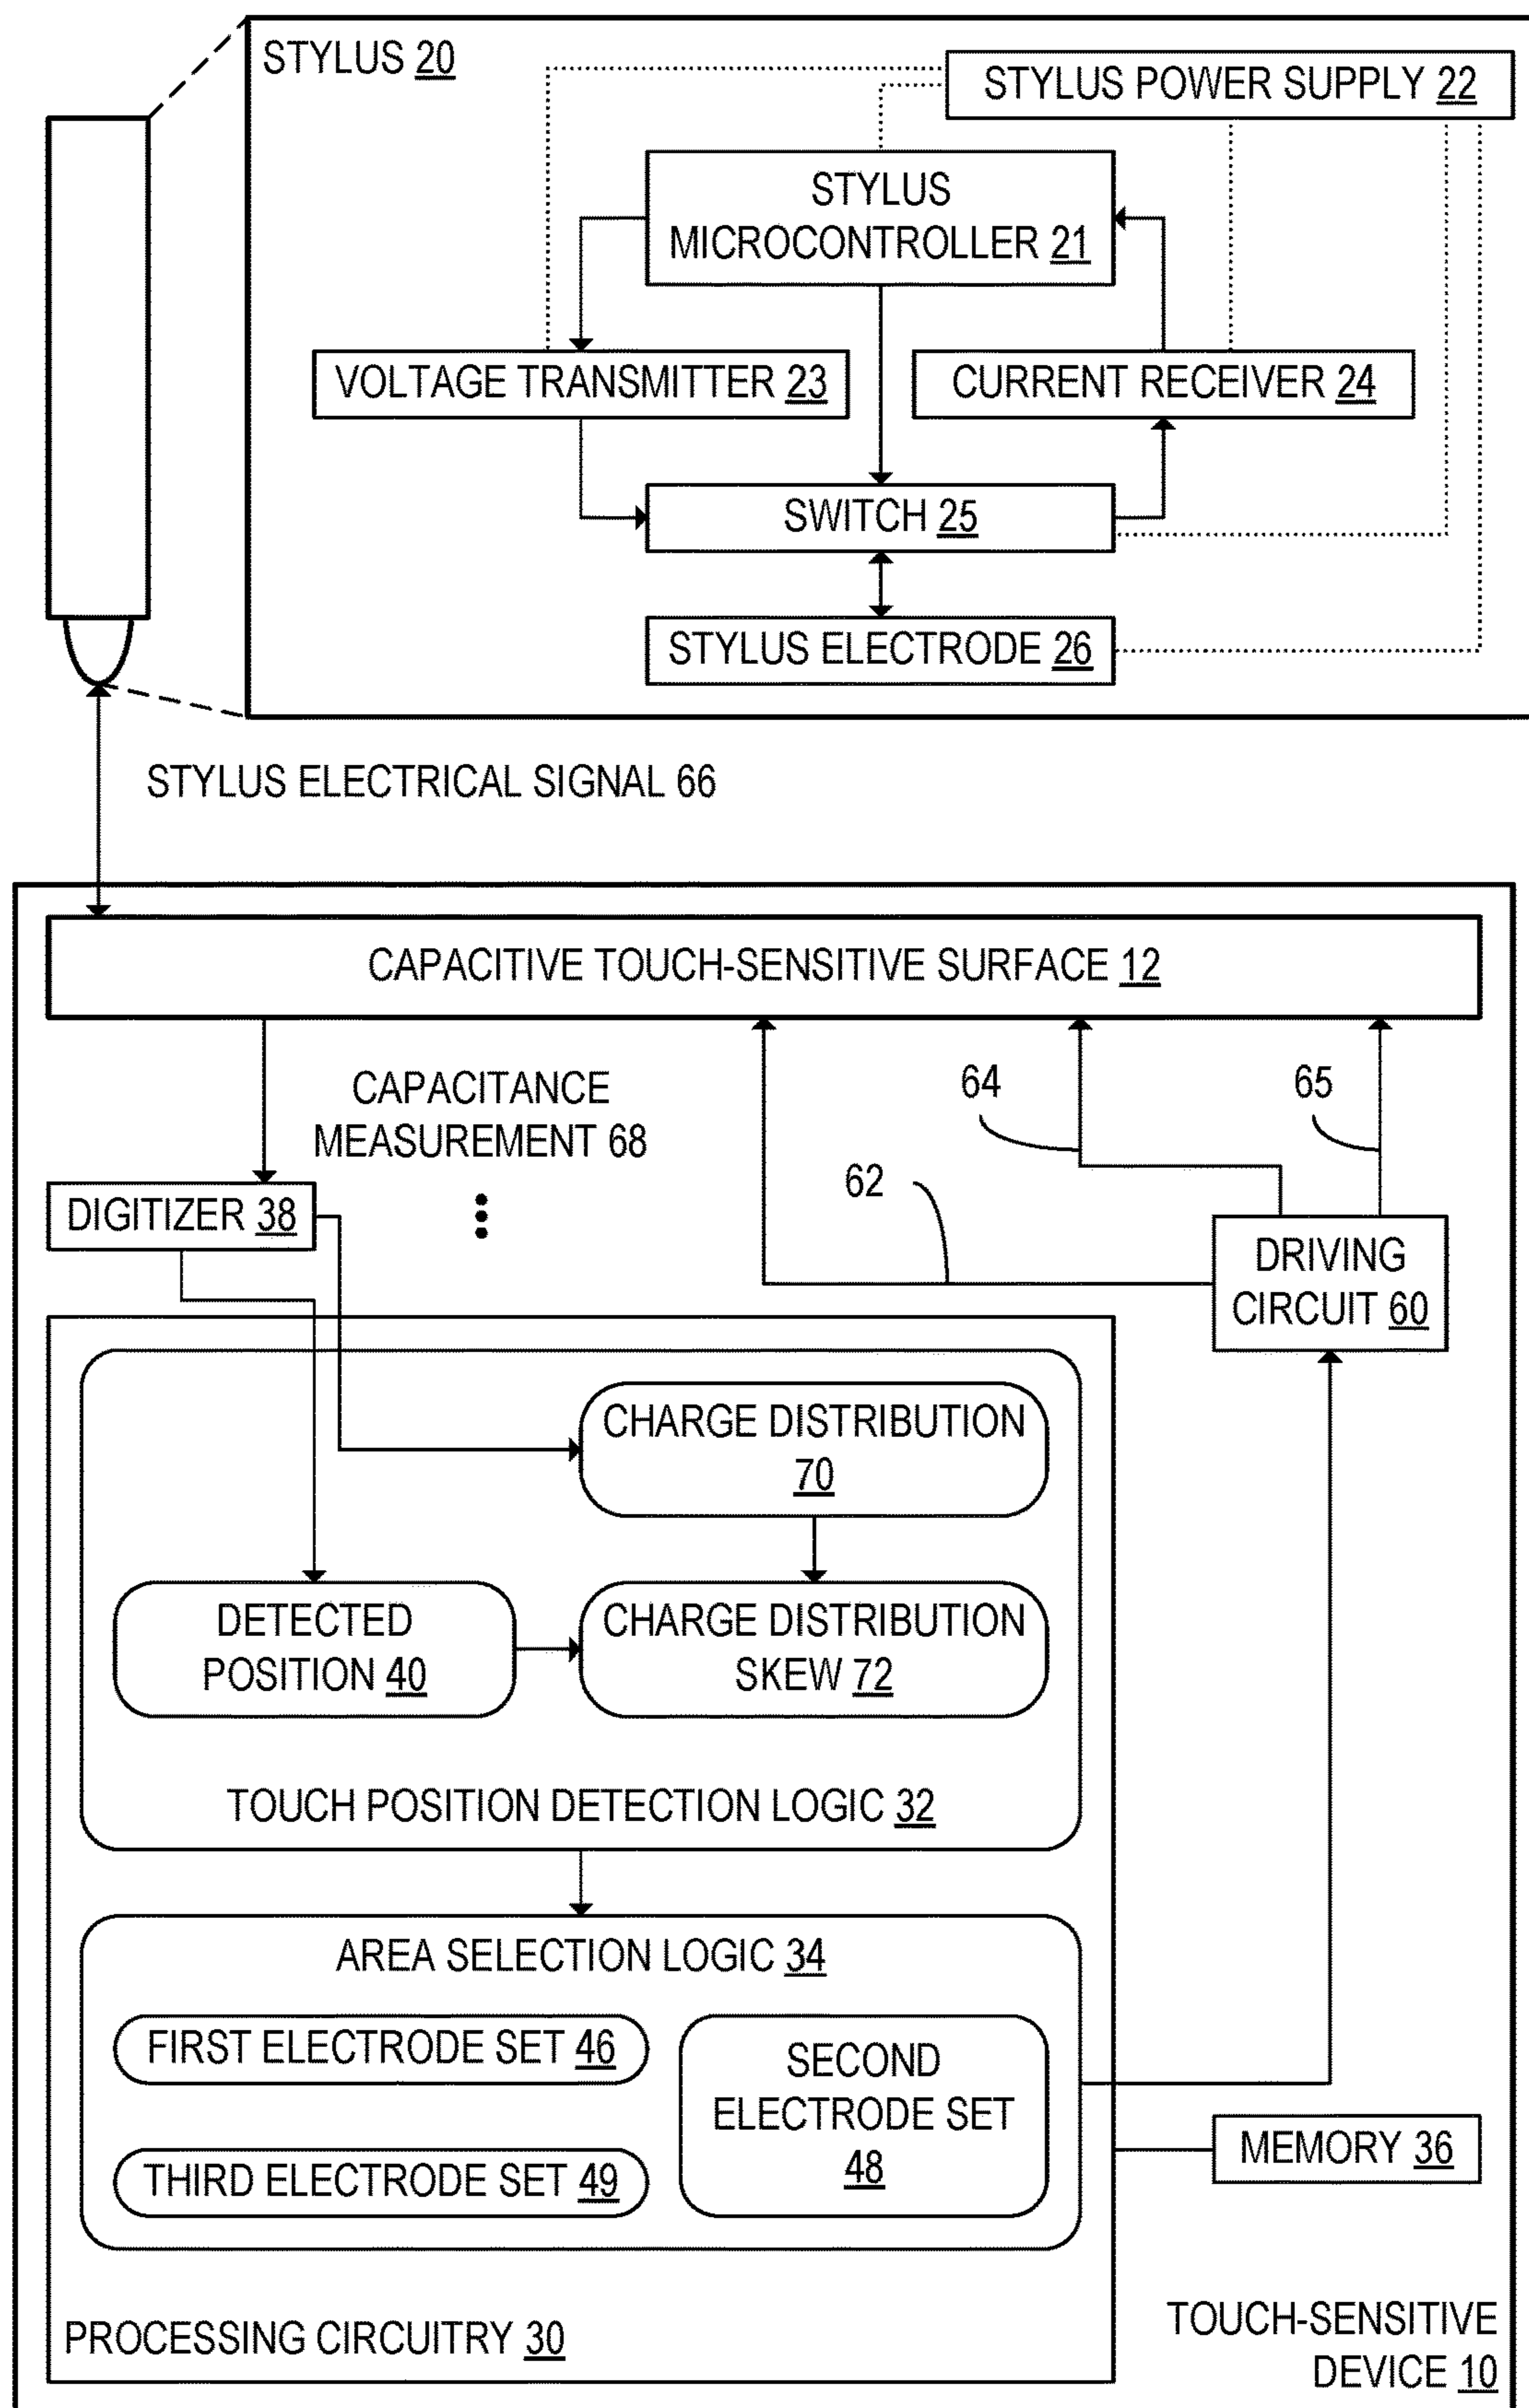 STYLUS 20
STYLUS POWER SUPPLY 22
STYLUS
MICROCONTROLLER 21
VOLTAGE TRANSMITTER 23
CURRENT RECEIVER 24
SWITCH 25
STYLUS ELECTRODE 26
STYLUS ELECTRICAL SIGNAL 66
CAPACITIVE TOUCH-SENSITIVE SURFACE 12
CAPACITANCE
MEASUREMENT 68
64
65
62
DIGITIZER 38
DRIVING
CIRCUIT 60
CHARGE DISTRIBUTION
70
DETECTED
POSITION 40
CHARGE DISTRIBUTION
SKEW 72
TOUCH POSITION DETECTION LOGIC 32
AREA SELECTION LOGIC 34
FIRST ELECTRODE SET 46
SECOND
ELECTRODE SET
48
THIRD ELECTRODE SET 49
MEMORY 36
PROCESSING CIRCUITRY 30
TOUCH-SENSITIVE
DEVICE 10